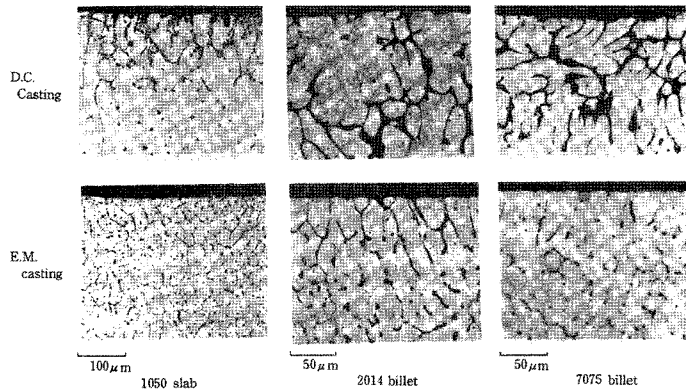 D.C.
Casting
E.M.
casting
100μm
50μm
50μm
1050 slab
2014 billet
7075 billet